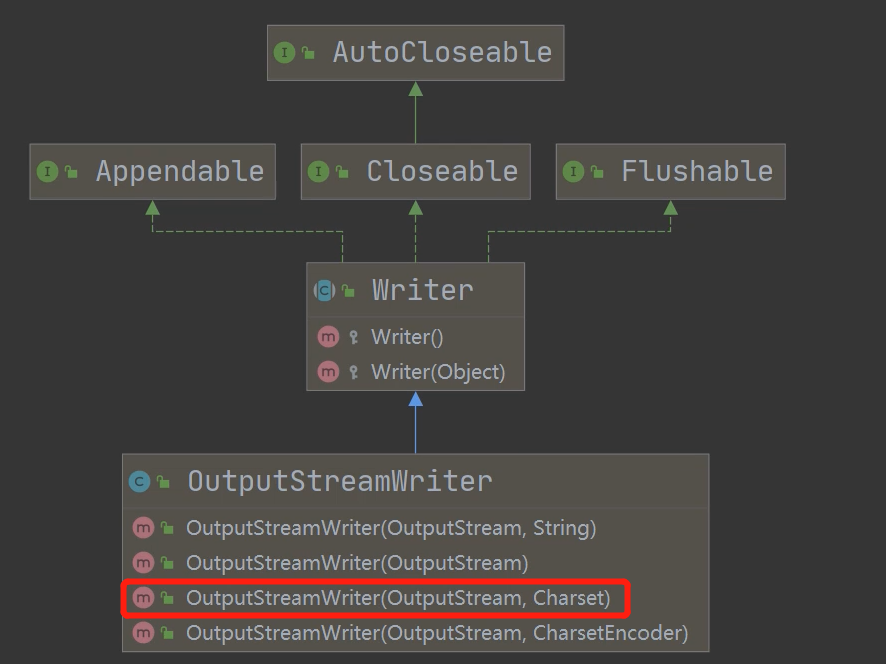 AutoCloseable
Appendable
Closeable
Flushable
Writer
Writer()
Writer(Object)
OutputStreamWriter
OutputStreamWriter(OutputStream, String)
OutputStreamWriter(OutputStream)
OutputStreamWriter(OutputStream, Charset)
OutputStreamWriter(OutputStream, CharsetEncoder)